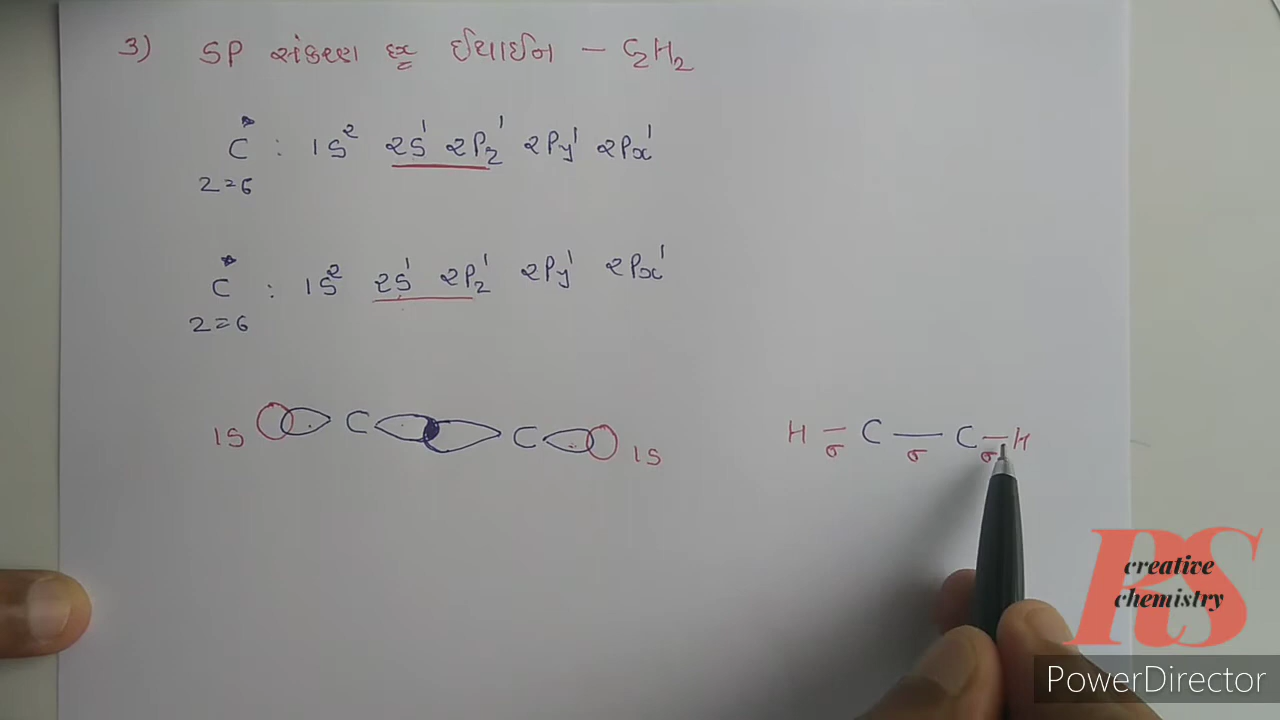 3) SP સંકરણ દા.ત. ઈથાઈન – C₂H₂
C* : 1S² 2S¹ 2Pz¹ 2Py¹ 2Px¹
Z=6
C* : 1S² 2S¹ 2Pz¹ 2Py¹ 2Px¹
Z=6
1S C C 1S
H – C — C – H
σ σ σ
RS
creative
chemistry
PowerDirector